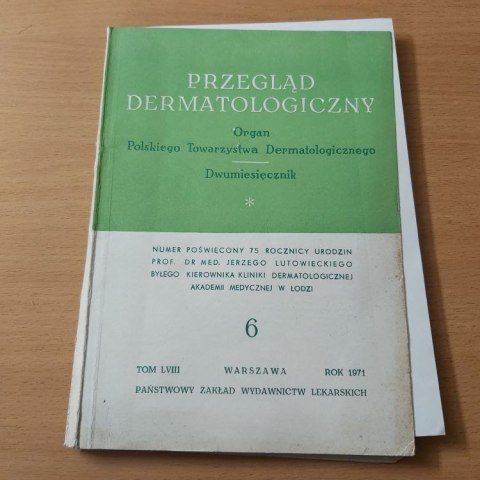 PRZEGLĄD
DERMATOLOGICZNY
Organ
Polskiego Towarzystwa Dermatologicznego
Dwumiesięcznik
*
NUMER POŚWIĘCONY 75 ROCZNICY URODZIN
PROF. DR MED. JERZEGO LUTOWIECKIEGO
BYŁEGO KIEROWNIKA KLINIKI DERMATOLOGICZNEJ
AKADEMII MEDYCZNEJ W ŁODZI
6
TOM LVIII WARSZAWA ROK 1971
PAŃSTWOWY ZAKŁAD WYDAWNICTW LEKARSKICH